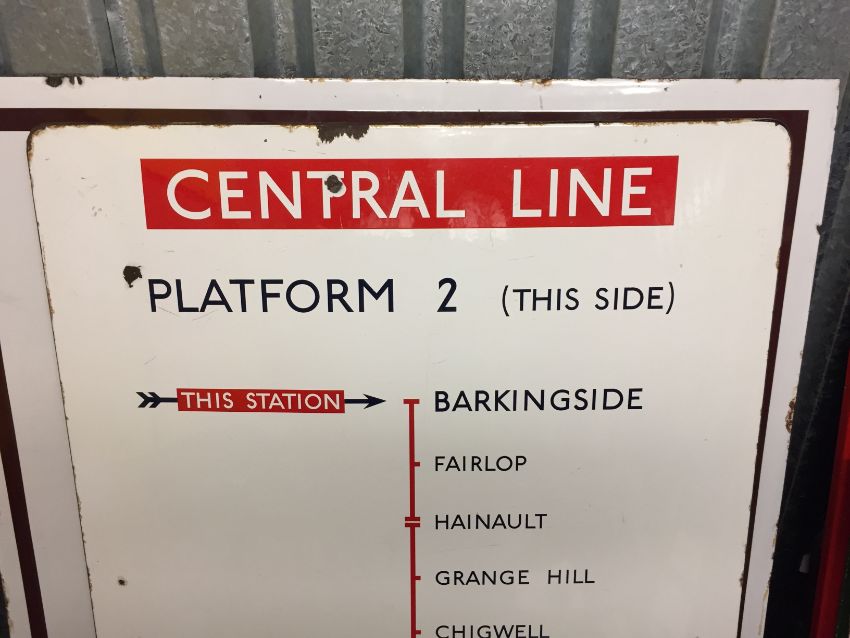 CENTRAL LINE
PLATFORM 2 (THIS SIDE)
THIS STATION BARKINGSIDE
FAIRLOP
HAINAULT
GRANGE HILL
CHIGWELL